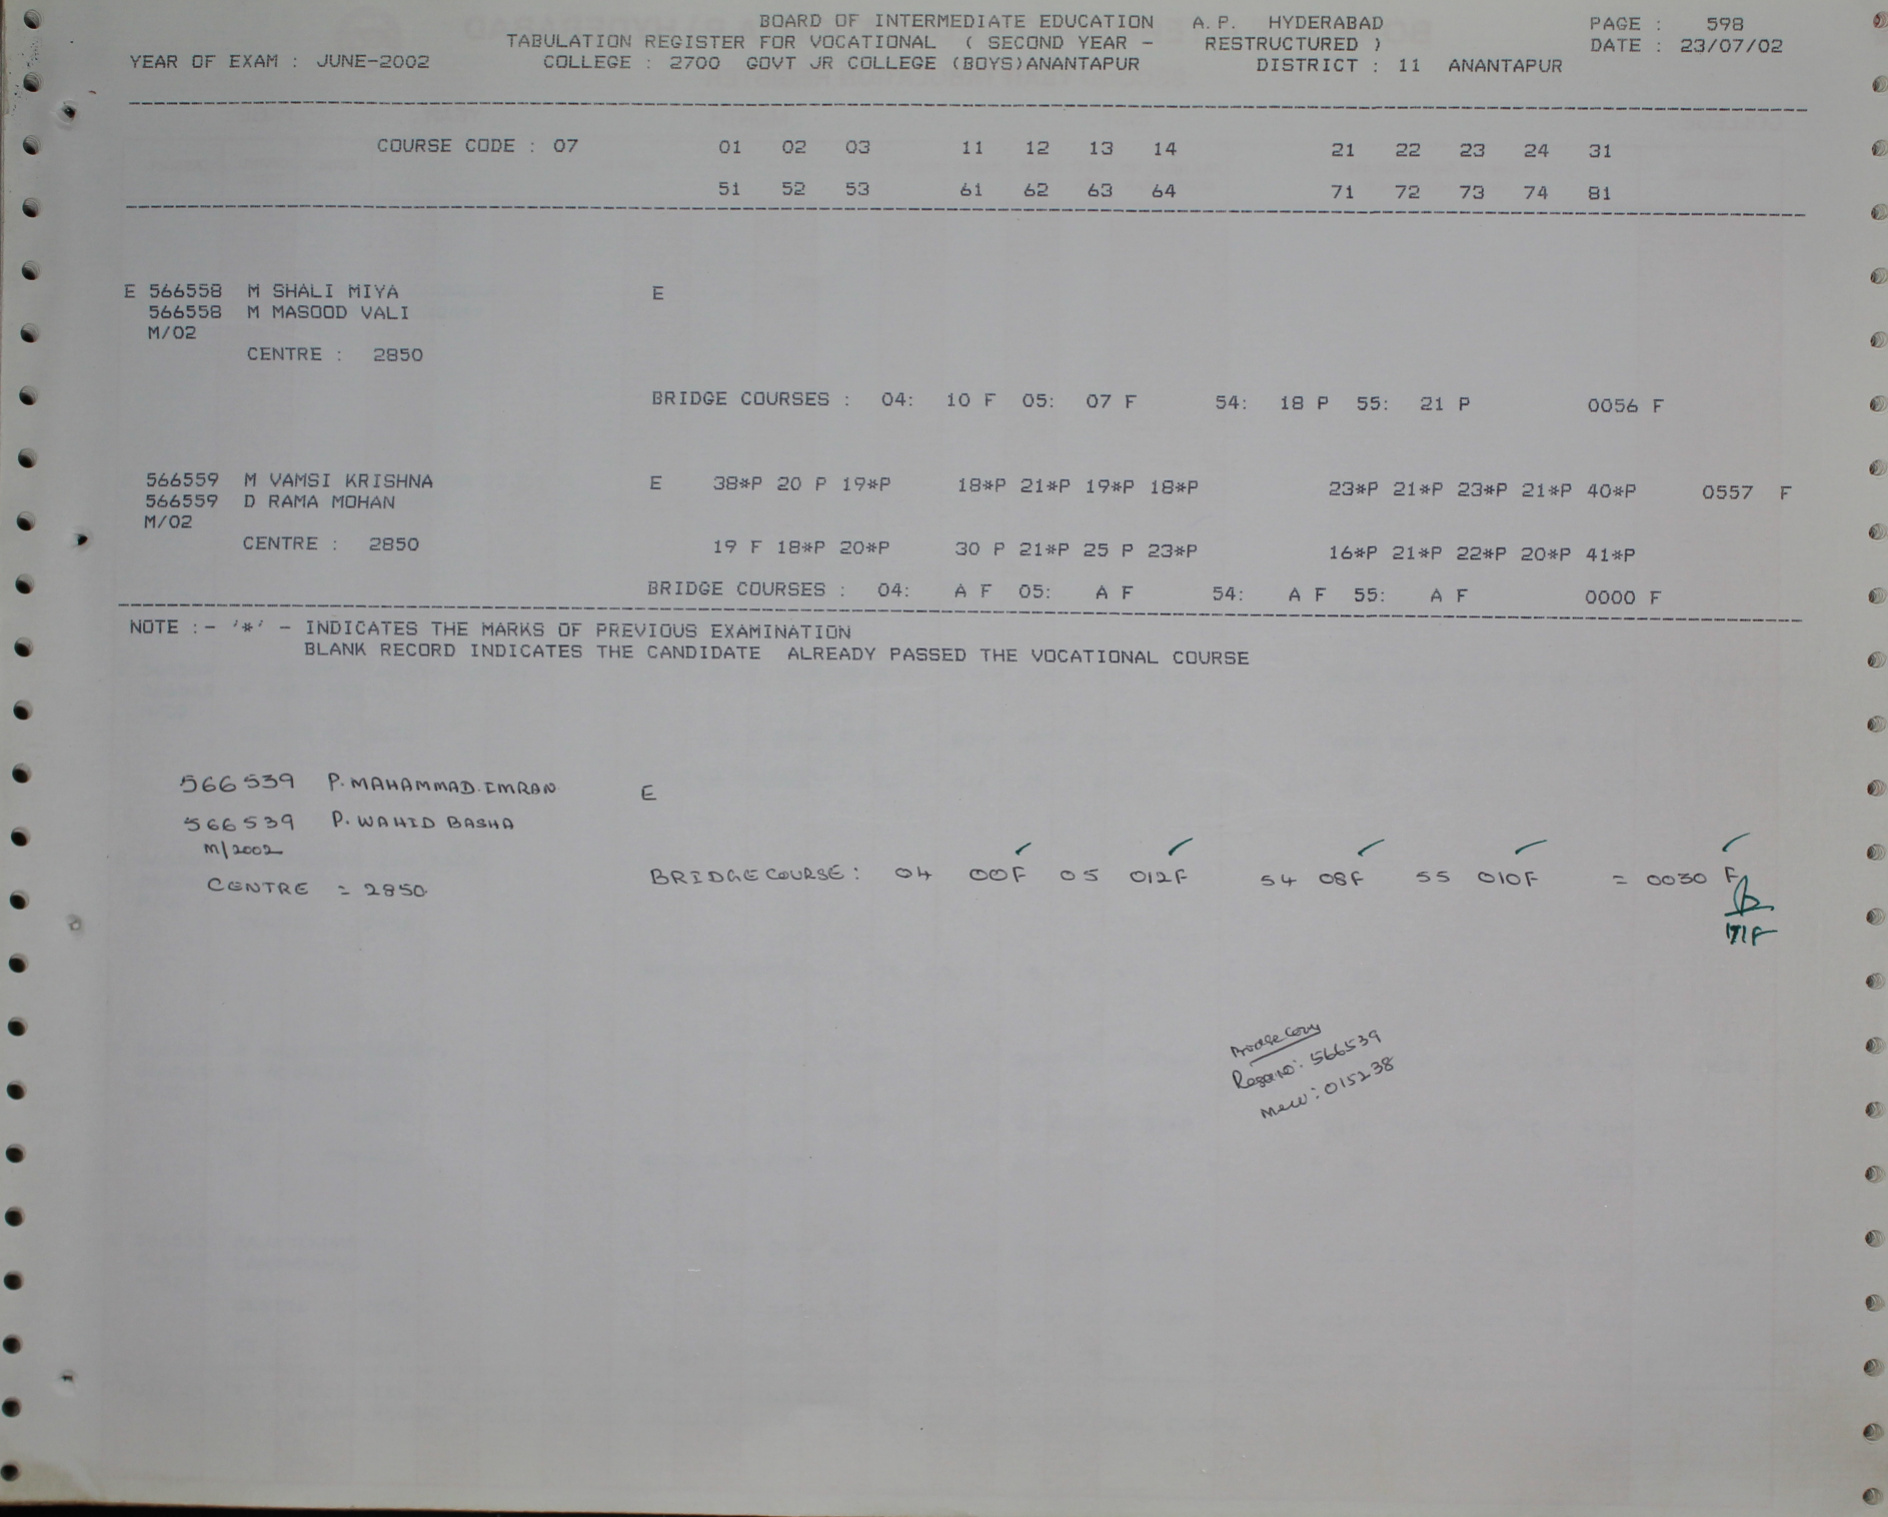 BOARD OF INTERMEDIATE EDUCATION A.P. HYDERABAD PAGE : 598
TABULATION REGISTER FOR VOCATIONAL ( SECOND YEAR - RESTRUCTURED ) DATE : 23/07/02
YEAR OF EXAM : JUNE-2002 COLLEGE : 2700 GOVT JR COLLEGE (BOYS)ANANTAPUR DISTRICT : 11 ANANTAPUR
COURSE CODE : 07 01 02 03 11 12 13 14 21 22 23 24 31
51 52 53 61 62 63 64 71 72 73 74 81
E 566558 M SHALI MIYA E
566558 M MASOOD VALI
M/02
CENTRE : 2850
BRIDGE COURSES : 04: 10 F 05: 07 F 54: 18 P 55: 21 P 0056 F
566559 M VAMSI KRISHNA E 38*P 20 P 19*P 18*P 21*P 19*P 18*P 23*P 21*P 23*P 21*P 40*P 0557 F
566559 D RAMA MOHAN
M/02
CENTRE : 2850 19 F 18*P 20*P 30 P 21*P 25 P 23*P 16*P 21*P 22*P 20*P 41*P
BRIDGE COURSES : 04: A F 05: A F 54: A F 55: A F 0000 F
NOTE :- '*' - INDICATES THE MARKS OF PREVIOUS EXAMINATION
BLANK RECORD INDICATES THE CANDIDATE ALREADY PASSED THE VOCATIONAL COURSE
566539 P. MAHAMMAD. IMRAN E
566539 P. WAHID BASHA
M/2002
CENTRE = 2850
BRIDGE COURSE : 04 00F 05 012F 54 08F 55 010F = 0030 F
: 566539
: 015238